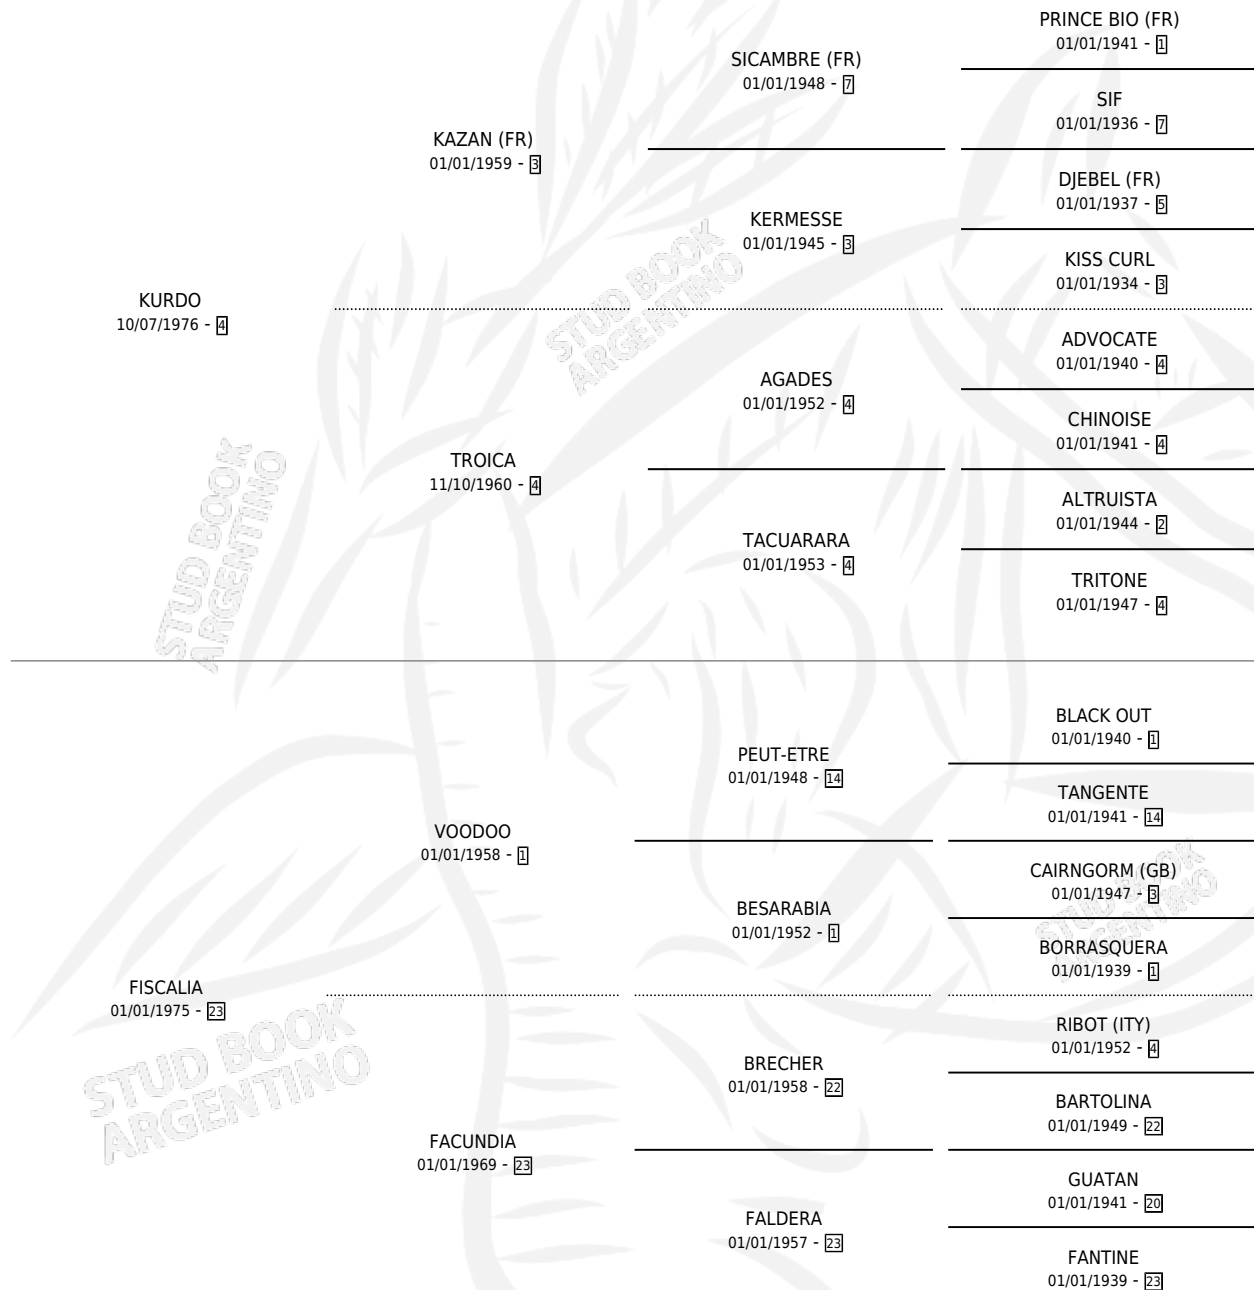 PRINCE BIO (FR)
01/01/1941 - 1
SICAMBRE (FR)
01/01/1948 - 7
SIF
01/01/1936 - 7
KAZAN (FR)
01/01/1959 - 3
DJEBEL (FR)
01/01/1937 - 5
KERMESSE
01/01/1945 - 3
KISS CURL
01/01/1934 - 3
KURDO
10/07/1976 - 4
STUD BOOK
ARGENTINO
ADVOCATE
01/01/1940 - 4
AGADES
01/01/1952 - 4
CHINOISE
01/01/1941 - 4
TROICA
11/10/1960 - 4
ALTRUISTA
01/01/1944 - 2
TACUARARA
01/01/1953 - 4
TRITONE
01/01/1947 - 4
STUD BOOK
ARGENTINO
BLACK OUT
01/01/1940 - 1
PEUT-ETRE
01/01/1948 - 14
TANGENTE
01/01/1941 - 14
VOODOO
01/01/1958 - 1
CAIRNGORM (GB)
01/01/1947 - 3
STUD BOOK
ARGENTINO
BESARABIA
01/01/1952 - 1
BORRASQUERA
01/01/1939 - 1
FISCALIA
01/01/1975 - 23
STUD BOOK
ARGENTINO
RIBOT (ITY)
01/01/1952 - 4
BRECHER
01/01/1958 - 22
BARTOLINA
01/01/1949 - 22
FACUNDIA
01/01/1969 - 23
GUATAN
01/01/1941 - 20
FALDERA
01/01/1957 - 23
FANTINE
01/01/1939 - 23